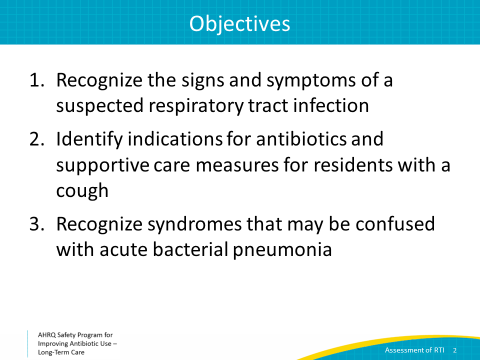 Objectives
1. Recognize the signs and symptoms of a
suspected respiratory tract infection
2. Identify indications for antibiotics and
supportive care measures for residents with a
cough
3. Recognize syndromes that may be confused
with acute bacterial pneumonia
AHRQ Safety Program for
Improving Antibiotic Use –
Long-Term Care
Assessment of RTI 2